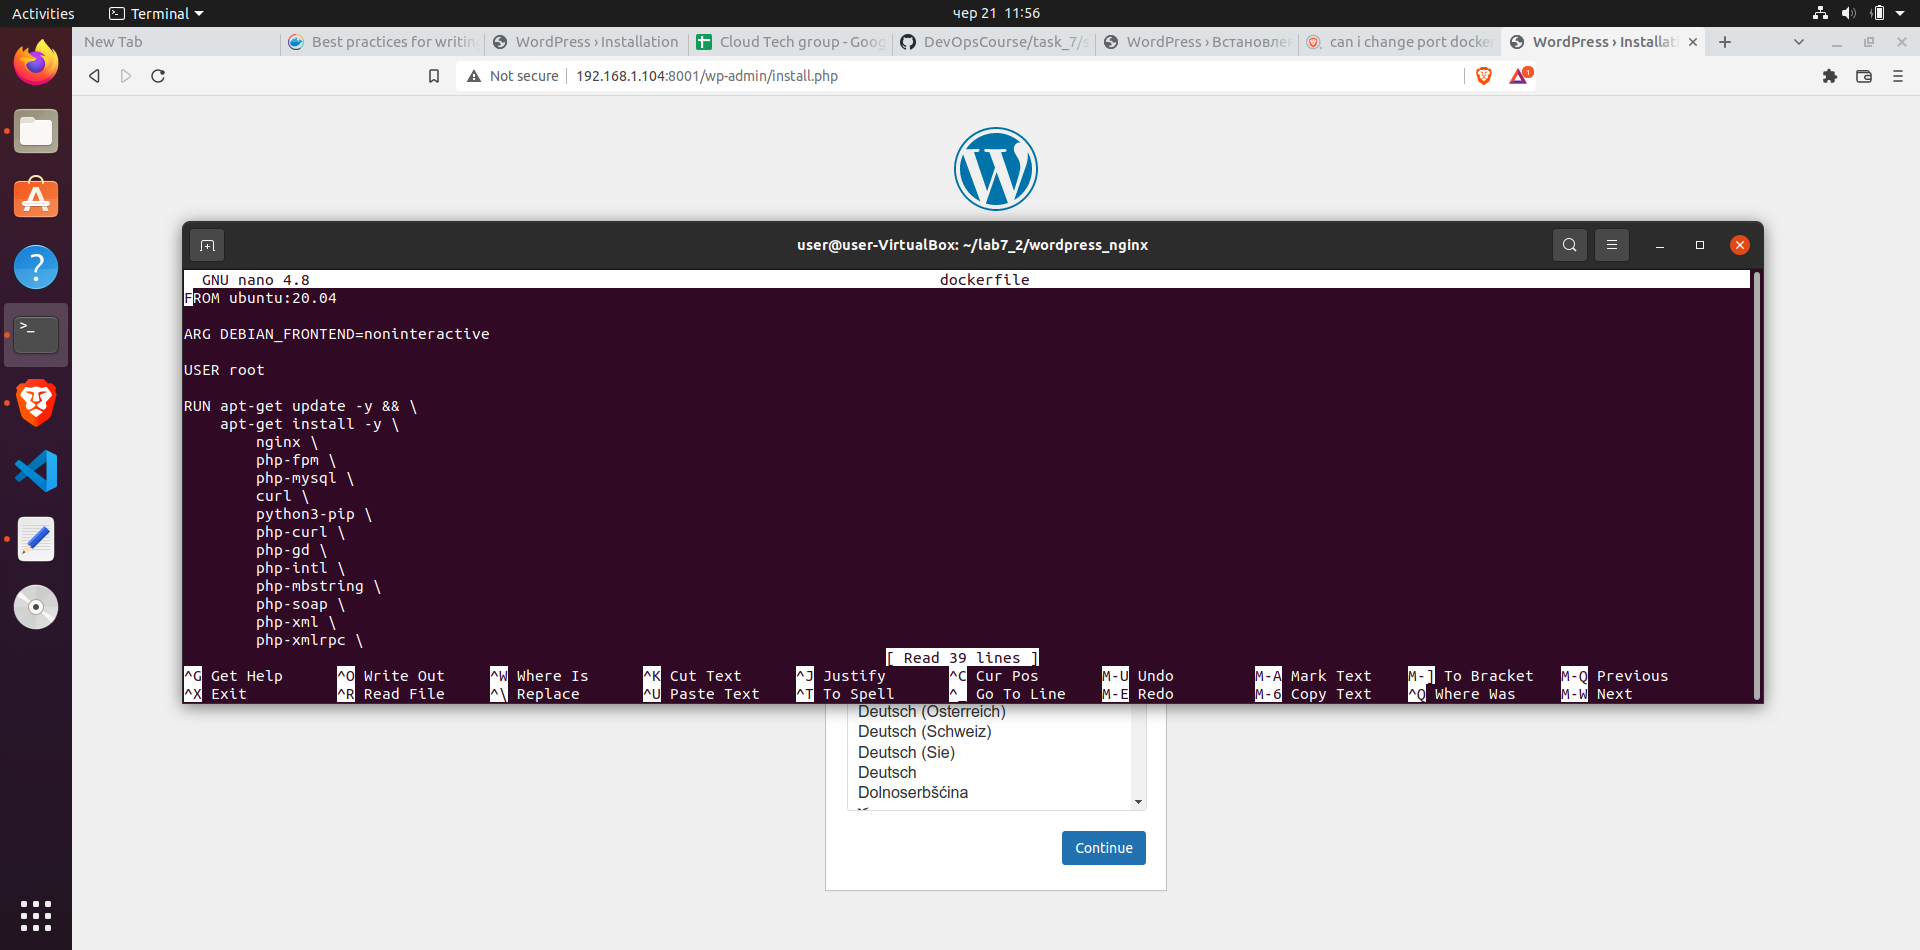 Activities
Terminal
чер 21 11:56
New Tab
Best practices for writin
WordPress › Installation
Cloud Tech group - Goog
DevOpsCourse/task_7/s
WordPress › Встановле
can i change port docker
WordPress › Installati
Not secure
192.168.1.104:8001/wp-admin/install.php
1
user@user-VirtualBox: ~/lab7_2/wordpress_nginx
GNU nano 4.8 dockerfile
FROM ubuntu:20.04
ARG DEBIAN_FRONTEND=noninteractive
USER root
RUN apt-get update -y && \
apt-get install -y \
nginx \
php-fpm \
php-mysql \
curl \
python3-pip \
php-curl \
php-gd \
php-intl \
php-mbstring \
php-soap \
php-xml \
php-xmlrpc \
[ Read 39 lines ]
^G Get Help ^O Write Out ^W Where Is ^K Cut Text ^J Justify ^C Cur Pos M-U Undo M-A Mark Text M-] To Bracket M-Q Previous
^X Exit ^R Read File ^\ Replace ^U Paste Text ^T To Spell ^_ Go To Line M-E Redo M-6 Copy Text ^Q Where Was M-W Next
Deutsch (Österreich)
Deutsch (Schweiz)
Deutsch (Sie)
Deutsch
Dolnoserbšćina
Continue